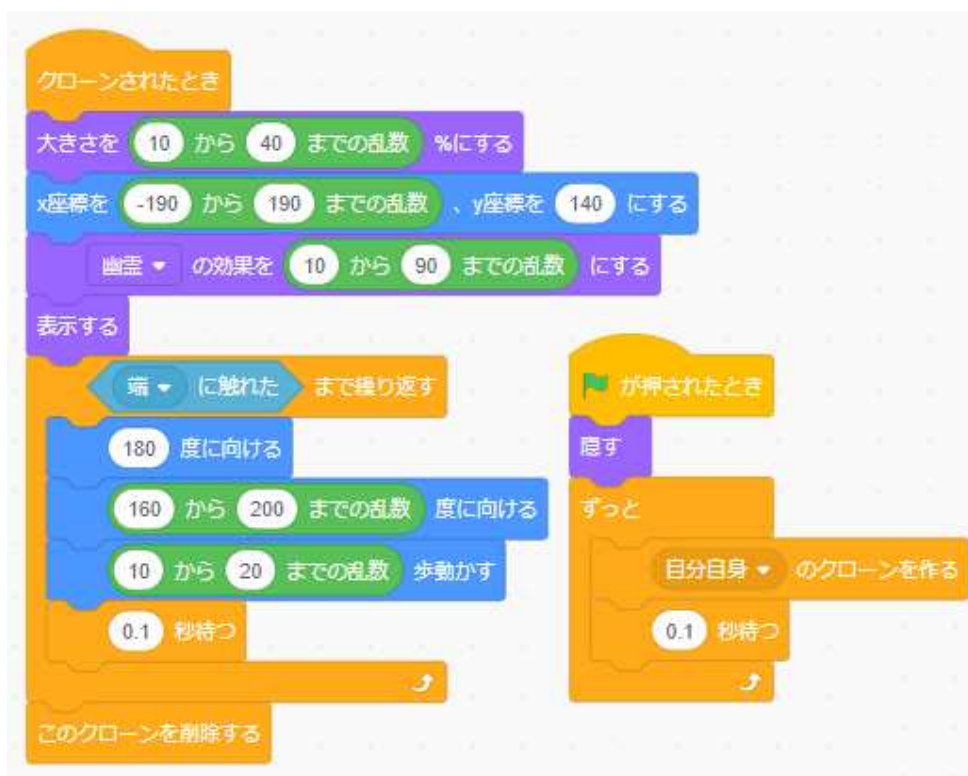 クローンされたとき
大きさを 10 から 40 までの乱数 %にする
x座標を -190 から 190 までの乱数 、y座標を 140 にする
幽霊 の効果を 10 から 90 までの乱数 にする
表示する
端 に触れた まで繰り返す
180 度に向ける
160 から 200 までの乱数 度に向ける
10 から 20 までの乱数 歩動かす
0.1 秒待つ
このクローンを削除する
が押されたとき
隠す
ずっと
自分自身 のクローンを作る
0.1 秒待つ